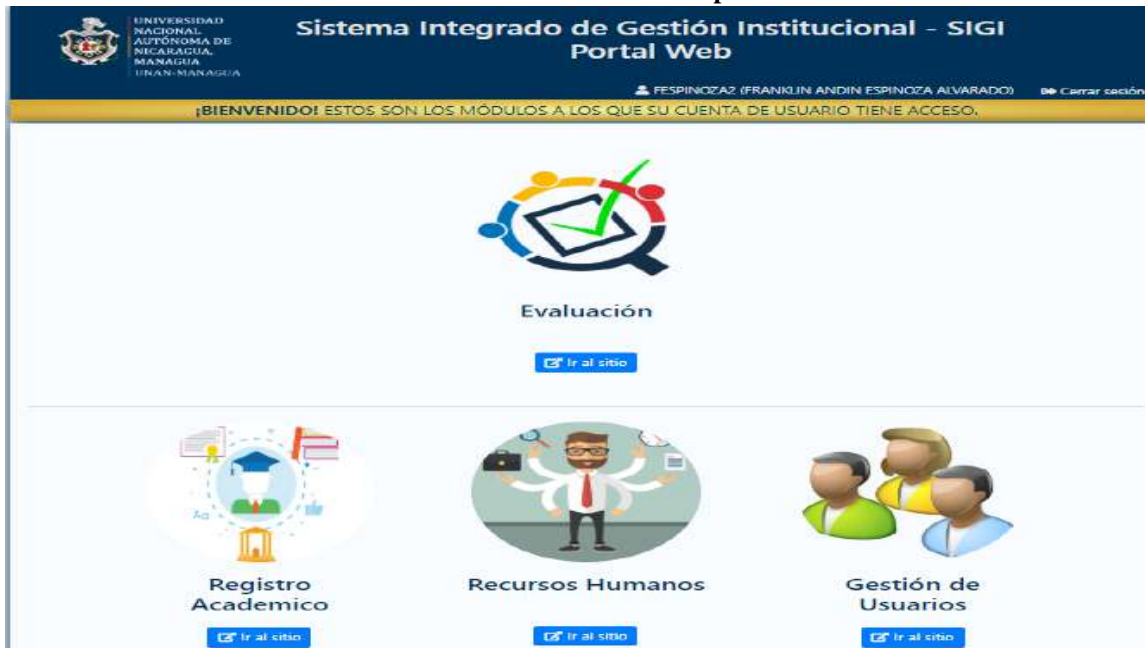 UNIVERSIDAD
NACIONAL
AUTÓNOMA DE
NICARAGUA,
MANAGUA
UNAN-MANAGUA
Sistema Integrado de Gestión Institucional - SIGI
Portal Web
FESPINOZA2 (FRANKLIN ANDIN ESPINOZA ALVARADO)
Cerrar sesión
¡BIENVENIDO! ESTOS SON LOS MÓDULOS A LOS QUE SU CUENTA DE USUARIO TIENE ACCESO.
Evaluación
Ir al sitio
Aa
Registro
Academico
Ir al sitio
Recursos Humanos
Ir al sitio
Gestión de
Usuarios
Ir al sitio